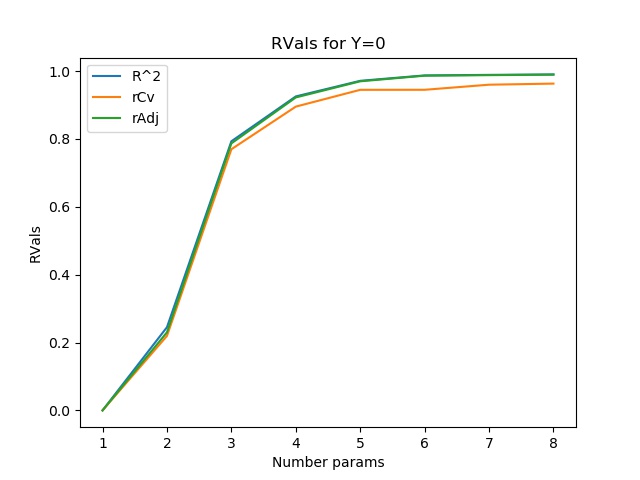 RVals for Y=0
R^2
rCv
rAdj
RVals
1.0
0.8
0.6
0.4
0.2
0.0
1 2 3 4 5 6 7 8
Number params